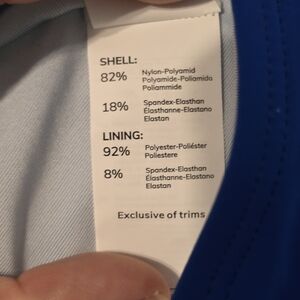 SHELL:
82% Nylon-Polyamid
Polyamide-Poliamido
Poliammide
18% Spandex-Elasthan
Élasthanne-Elastano
Elastan
LINING:
92% Polyester-Poliéster
Poliestere
8% Spandex-Elasthan
Élasthanne-Elastano
Elastan
Exclusive of trims